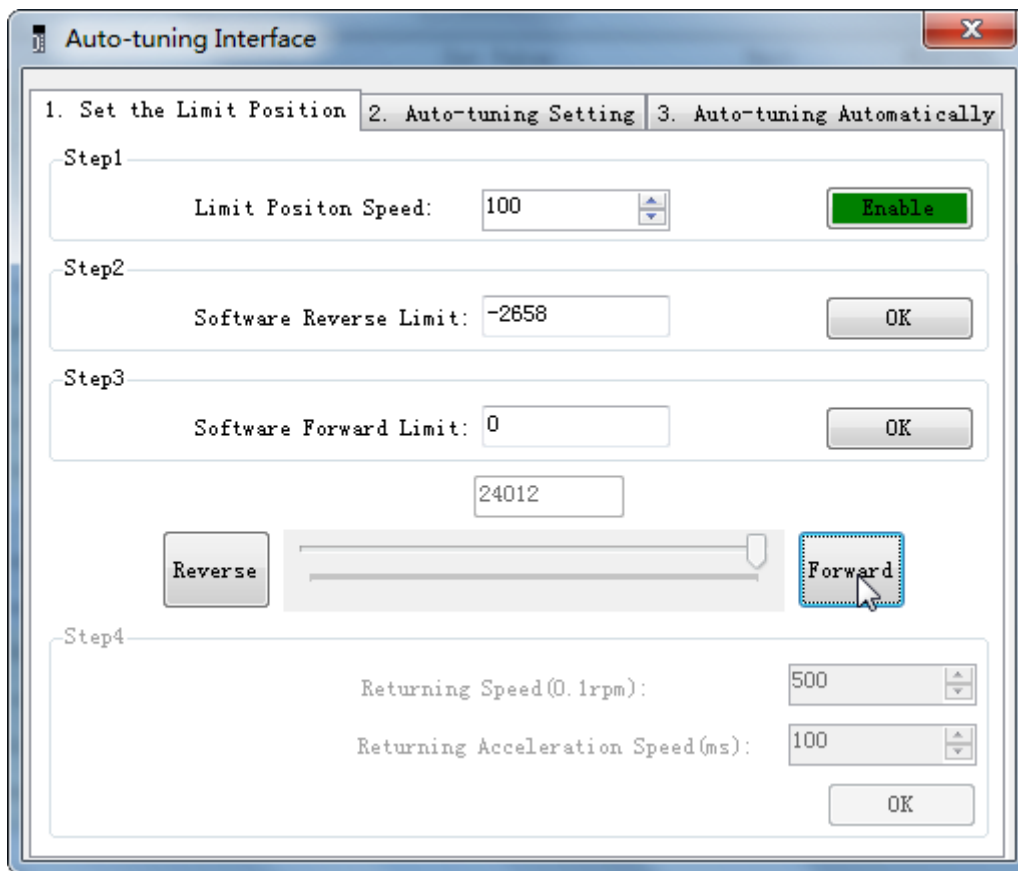 Auto-tuning Interface
1. Set the Limit Position 2. Auto-tuning Setting 3. Auto-tuning Automatically
Step1
Limit Positon Speed: 100 Enable
Step2
Software Reverse Limit: -2658 OK
Step3
Software Forward Limit: 0 OK
24012
Reverse Forward
Step4
Returning Speed(0.1rpm): 500
Returning Acceleration Speed(ms): 100
OK